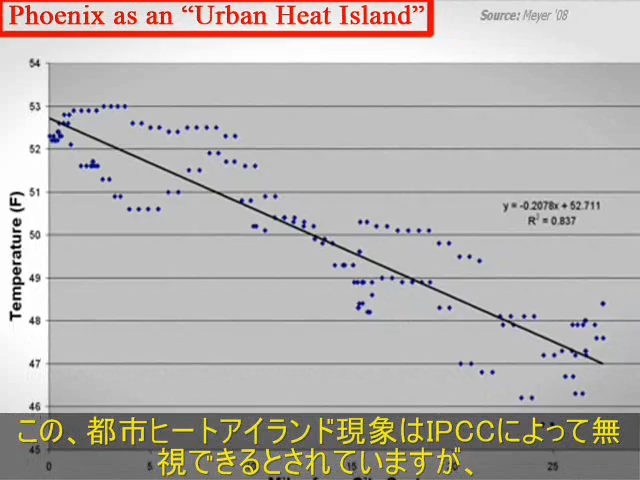 Phoenix as an “Urban Heat Island”
Source: Meyer '08
54
53
52
51
50
49
48
47
46
45
Temperature (F)
y = -0.2078x + 52.711
R² = 0.837
この、都市ヒートアイランド現象はIPCCによって無
視できるとされていますが、
0
5
15
25